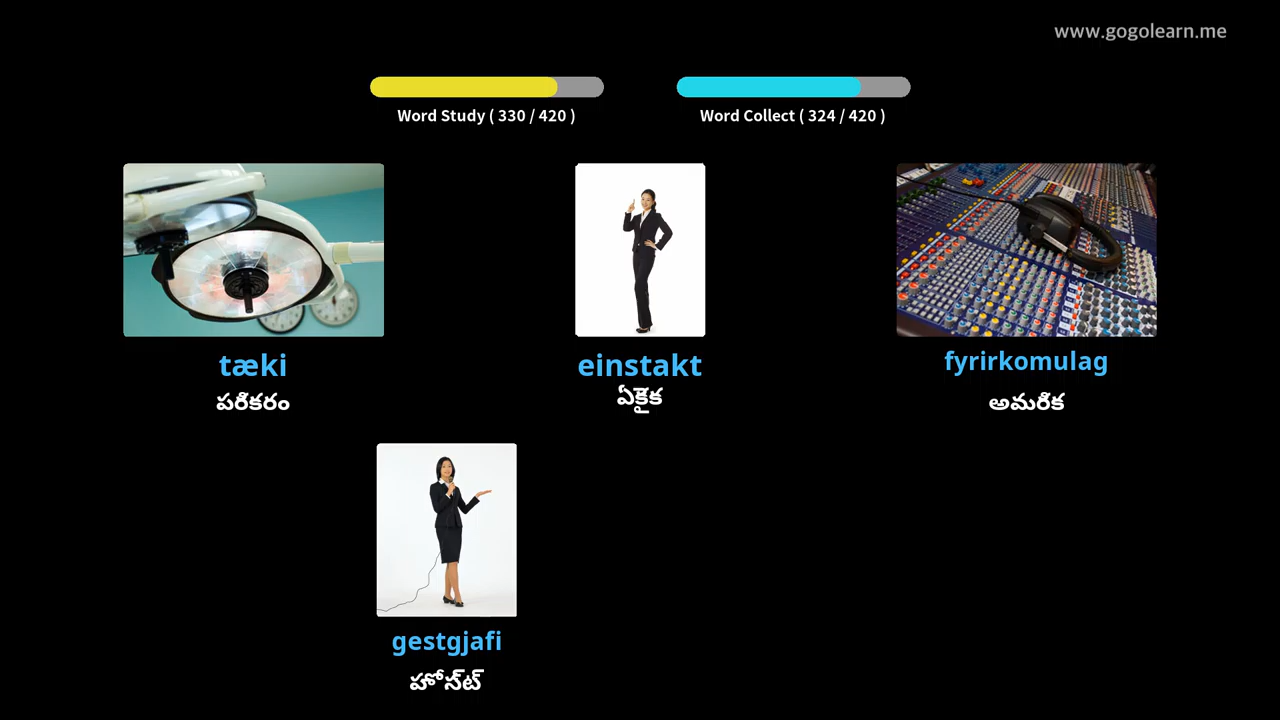 www.gogolearn.me
Word Study ( 330 / 420 )
Word Collect ( 324 / 420 )
tæki
einstakt
fyrirkomulag
పరికరం
ఏకైక
అమరిక
gestgjafi
హోస్ట్